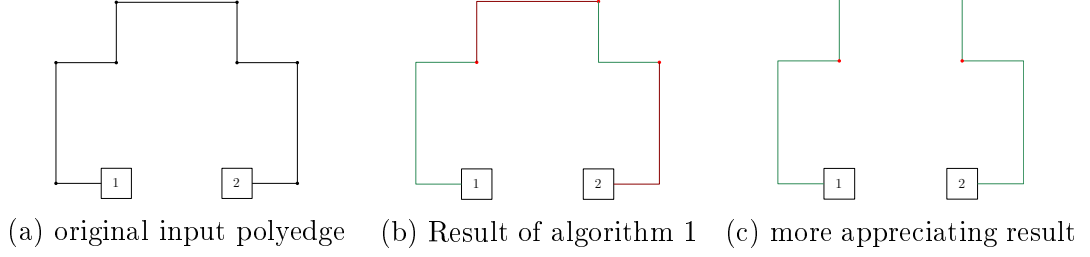 1 2 1 2 1 2
(a) original input polyedge (b) Result of algorithm 1 (c) more appreciating result